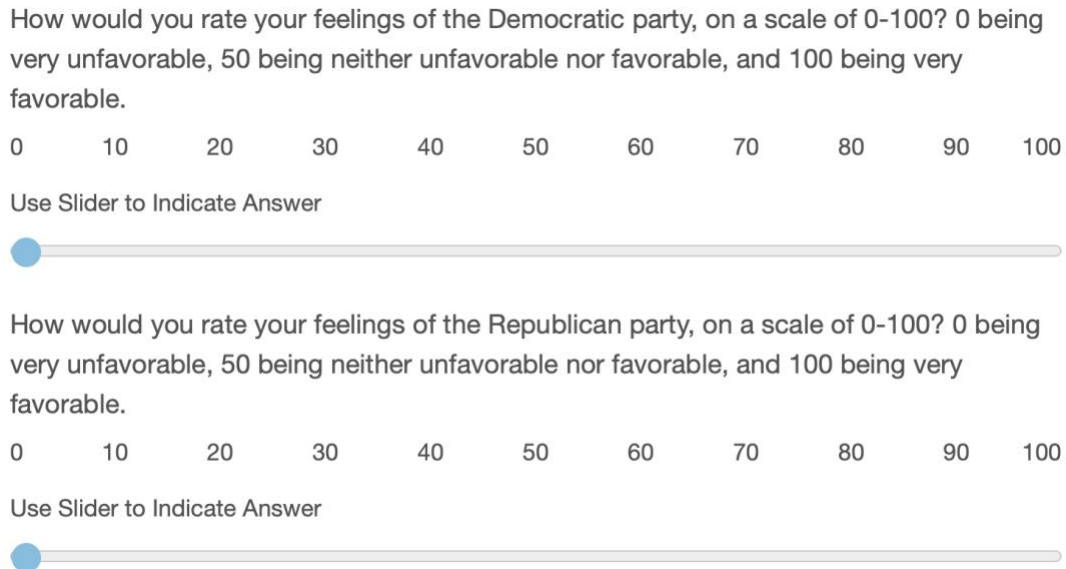 How would you rate your feelings of the Democratic party, on a scale of 0-100? 0 being
very unfavorable, 50 being neither unfavorable nor favorable, and 100 being very
favorable.
0 10 20 30 40 50 60 70 80 90 100
Use Slider to Indicate Answer
How would you rate your feelings of the Republican party, on a scale of 0-100? 0 being
very unfavorable, 50 being neither unfavorable nor favorable, and 100 being very
favorable.
0 10 20 30 40 50 60 70 80 90 100
Use Slider to Indicate Answer